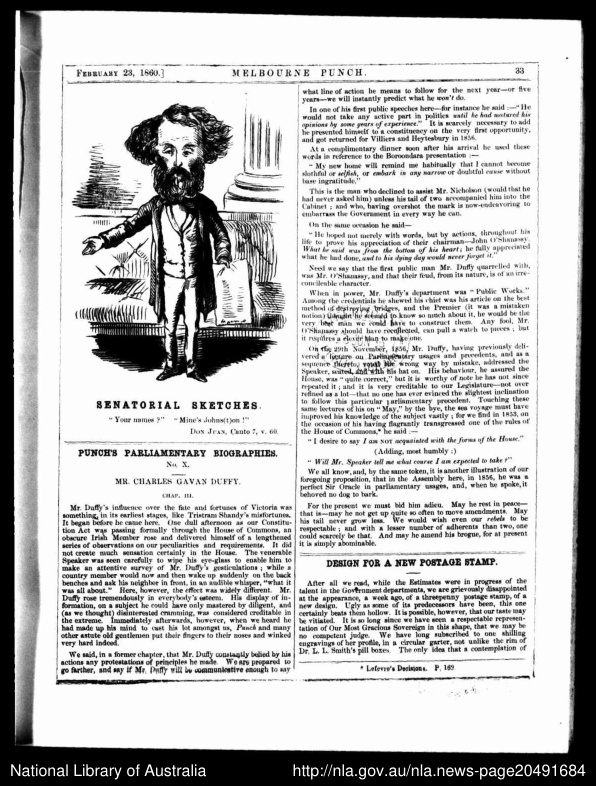 FEBRUARY 23, 1860.]
MELBOURNE PUNCH.
33
SENATORIAL SKETCHES.
"Your names?" "Mine's Johns(t)on!"
DON JUAN, Canto 7, v. 60.
PUNCH'S PARLIAMENTARY BIOGRAPHIES.
No. X.
MR. CHARLES GAVAN DUFFY.
CHAP. III.
Mr. Duffy's influence over the fate and fortunes of Victoria was
something, in its earliest stages, like Tristram Shandy's misfortunes.
It began before he came here. One dull afternoon as our Constitu-
tion Act was passing formally through the House of Commons, an
obscure Irish Member rose and delivered himself of a lengthened
series of observations on our peculiarities and requirements. It did
not create much sensation certainly in the House. The venerable
Speaker was seen carefully to wipe his eye-glass to enable him to
make an attentive survey of Mr. Duffy's gesticulations; while a
country member would now and then wake up suddenly on the back
benches and ask his neighbor in front, in an audible whisper, "what it
was all about." Here, however, the effect was widely different. Mr.
Duffy rose tremendously in everybody's esteem. His display of in-
formation, on a subject he could have only mastered by diligent, and
(as we thought) disinterested cramming, was considered creditable in
the extreme. Immediately afterwards, however, when we heard he
had made up his mind to cast his lot amongst us, Punch and many
other astute old gentlemen put their fingers to their noses and winked
very hard indeed.
We said, in a former chapter, that Mr. Duffy constantly belied by his
actions any protestations of principles he made. We are prepared to
go farther, and say if Mr. Duffy will be communicative enough to say
what line of action he means to follow for the next year—or five
years—we will instantly predict what he won't do.
In one of his first public speeches here—for instance he said:—"He
would not take any active part in politics until he had matured his
opinions by some years of experience." It is scarcely necessary to add
he presented himself to a constituency on the very first opportunity,
and got returned for Villiers and Heytesbury in 1856.
At a complimentary dinner soon after his arrival he used these
words in reference to the Boroondara presentation:—
"My new home will remind me habitually that I cannot become
slothful or selfish, or embark in any narrow or doubtful cause without
base ingratitude."
This is the man who declined to assist Mr. Nicholson (would that he
had never asked him) unless his tail of two accompanied him into the
Cabinet; and who, having overshot the mark is now endeavoring to
embarrass the Government in every way he can.
On the same occasion he said—
"He hoped not merely with words, but by actions, throughout his
life to prove his appreciation of their chairman—John O'Shanassy.
What he said was from the bottom of his heart; he fully appreciated
what he had done, and to his dying day would never forget it."
Need we say that the first public man Mr. Duffy quarrelled with,
was Mr. O'Shanassy, and that their feud, from its nature, is of an irre-
concileable character.
When in power, Mr. Duffy's department was "Public Works."
Among the credentials he shewed his chief was his article on the best
method of destroying bridges, and the Premier (it was a mistaken
notion) thought he seemed to know so much about it, he would be the
very best man we could have to construct them. Any fool, Mr.
O'Shanassy should have recollected, can pull a watch to pieces; but
it requires a clever man to make one.
On the 29th November, 1856, Mr. Duffy, having previously deli-
vered a lecture on Parliamentary usages and precedents, and as a
sequence thereto, voted the wrong way by mistake, addressed the
Speaker, seated, and with his hat on. His behaviour, he assured the
House, was "quite correct," but it is worthy of note he has not since
repeated it; and it is very creditable to our Legislature—not over
refined as a lot—that no one has ever evinced the slightest inclination
to follow this particular parliamentary precedent. Touching these
same lectures of his on "May," by the bye, the sea voyage must have
improved his knowledge of the subject vastly; for we find in 1853, on
the occasion of his having flagrantly transgressed one of the rules of
the House of Commons,* he said:—
"I desire to say I am NOT acquainted with the forms of the House."
(Adding, most humbly:)
"Will Mr. Speaker tell me what course I am expected to take?"
We all know, and, by the same token, it is another illustration of our
foregoing proposition, that in the Assembly here, in 1856, he was a
perfect Sir Oracle in parliamentary usages, and, when he spoke, it
behoved no dog to bark.
For the present we must bid him adieu. May he rest in peace—
that is—may he not get up quite so often to move amendments. May
his tail never grow less. We would wish even our rebels to be
respectable; and with a lesser number of adherents than two, one
could scarcely be that. And may he amend his brogue, for at present
it is simply abominable.
DESIGN FOR A NEW POSTAGE STAMP.
After all we read, while the Estimates were in progress of the
talent in the Government departments, we are grievously disappointed
at the appearance, a week ago, of a threepenny postage stamp, of a
new design. Ugly as some of its predecessors have been, this one
certainly beats them hollow. It is possible, however, that our taste may
be vitiated. It is so long since we have seen a respectable represen-
tation of Our Most Gracious Sovereign in this shape, that we may be
no competent judge. We have long subscribed to one shilling
engravings of her profile, in a circular garter, not unlike the rim of
Dr. L. L. Smith's pill boxes. The only idea that a contemplation of
* Lefevre's Decisions. P. 169.
National Library of Australia
http://nla.gov.au/nla.news-page20491684